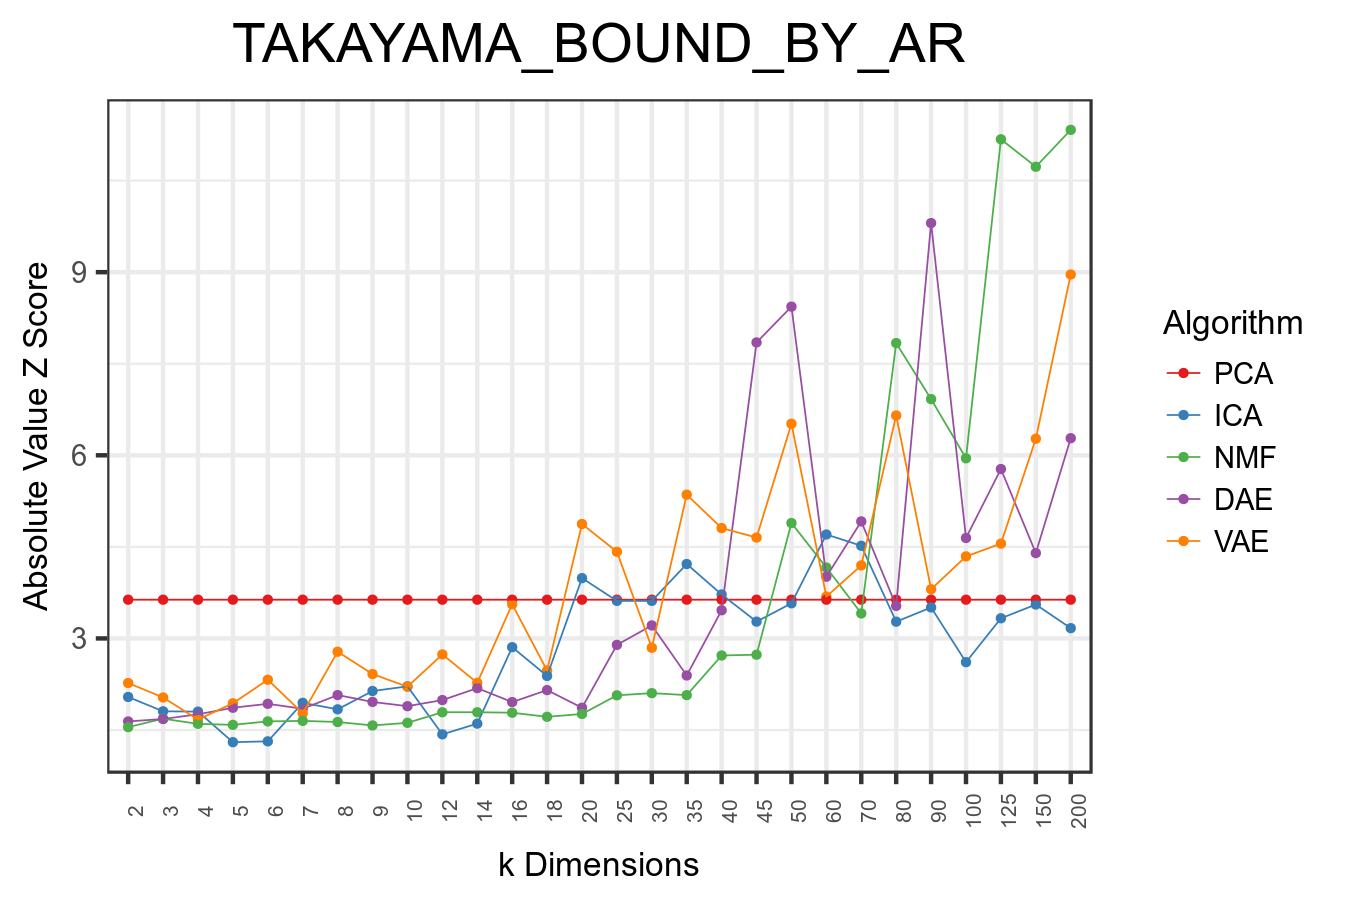 TAKAYAMA_BOUND_BY_AR
Absolute Value Z Score
9
6
3
2 3 4 5 6 7 8 9 10 12 14 16 18 20 25 30 35 40 45 50 60 70 80 90 100 125 150 200
k Dimensions
Algorithm
PCA
ICA
NMF
DAE
VAE